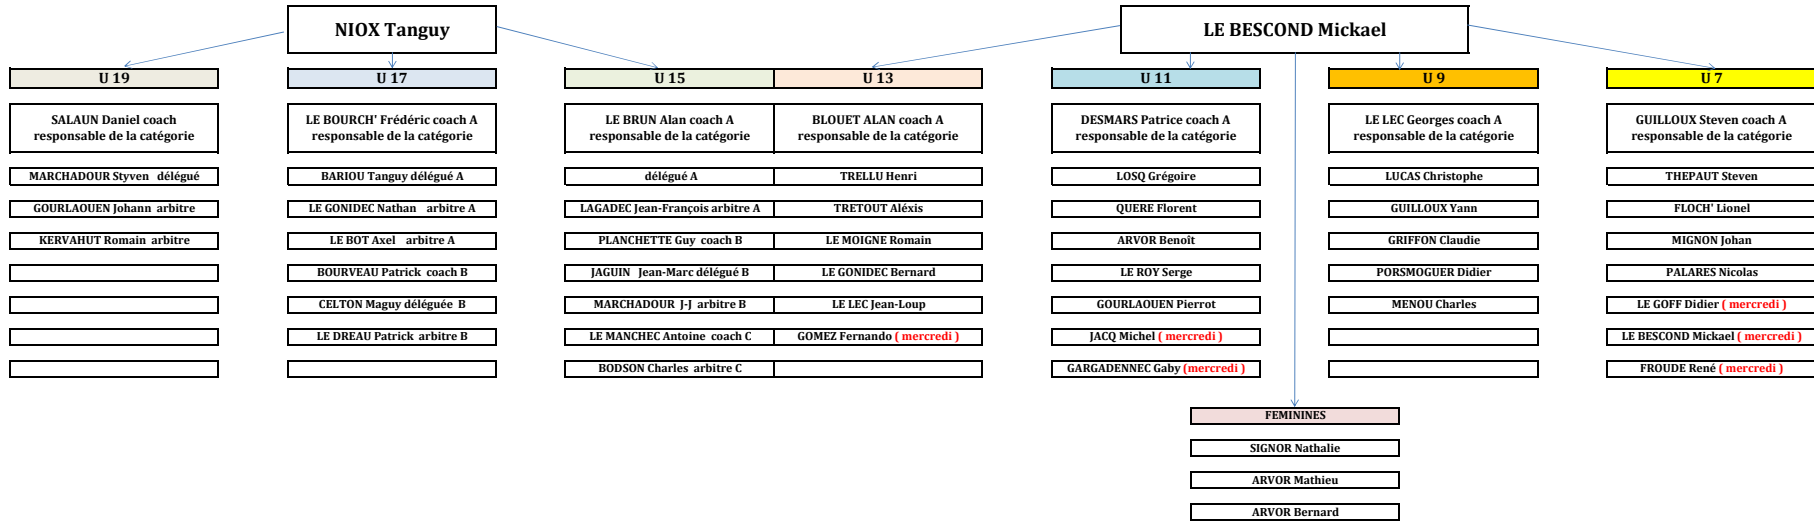 NIOX Tanguy
LE BESCOND Mickael
U 19
U 17
U 15
U 13
U 11
U 9
U 7
SALAUN Daniel coach
responsable de la catégorie
LE BOURCH' Frédéric coach A
responsable de la catégorie
LE BRUN Alan coach A
responsable de la catégorie
BLOUET ALAN coach A
responsable de la catégorie
DESMARS Patrice coach A
responsable de la catégorie
LE LEC Georges coach A
responsable de la catégorie
GUILLOUX Steven coach A
responsable de la catégorie
MARCHADOUR Styven délégué
BARIOU Tanguy délégué A
délégué A
TRELLU Henri
LOSQ Grégoire
LUCAS Christophe
THEPAUT Steven
GOURLAOUEN Johann arbitre
LE GONIDEC Nathan arbitre A
LAGADEC Jean-François arbitre A
TRETOUT Aléxis
QUERE Florent
GUILLOUX Yann
FLOCH' Lionel
KERVAHUT Romain arbitre
LE BOT Axel arbitre A
PLANCHETTE Guy coach B
LE MOIGNE Romain
ARVOR Benoît
GRIFFON Claudie
MIGNON Johan
BOURVEAU Patrick coach B
JAGUIN Jean-Marc délégué B
LE GONIDEC Bernard
LE ROY Serge
PORSMOGUER Didier
PALARES Nicolas
CELTON Maguy déléguée B
MARCHADOUR J-J arbitre B
LE LEC Jean-Loup
GOURLAOUEN Pierrot
MENOU Charles
LE GOFF Didier ( mercredi )
LE DREAU Patrick arbitre B
LE MANCHEC Antoine coach C
GOMEZ Fernando ( mercredi )
JACQ Michel ( mercredi )
LE BESCOND Mickael ( mercredi )
BODSON Charles arbitre C
GARGADENNEC Gaby (mercredi )
FROUDE René ( mercredi )
FEMININES
SIGNOR Nathalie
ARVOR Mathieu
ARVOR Bernard